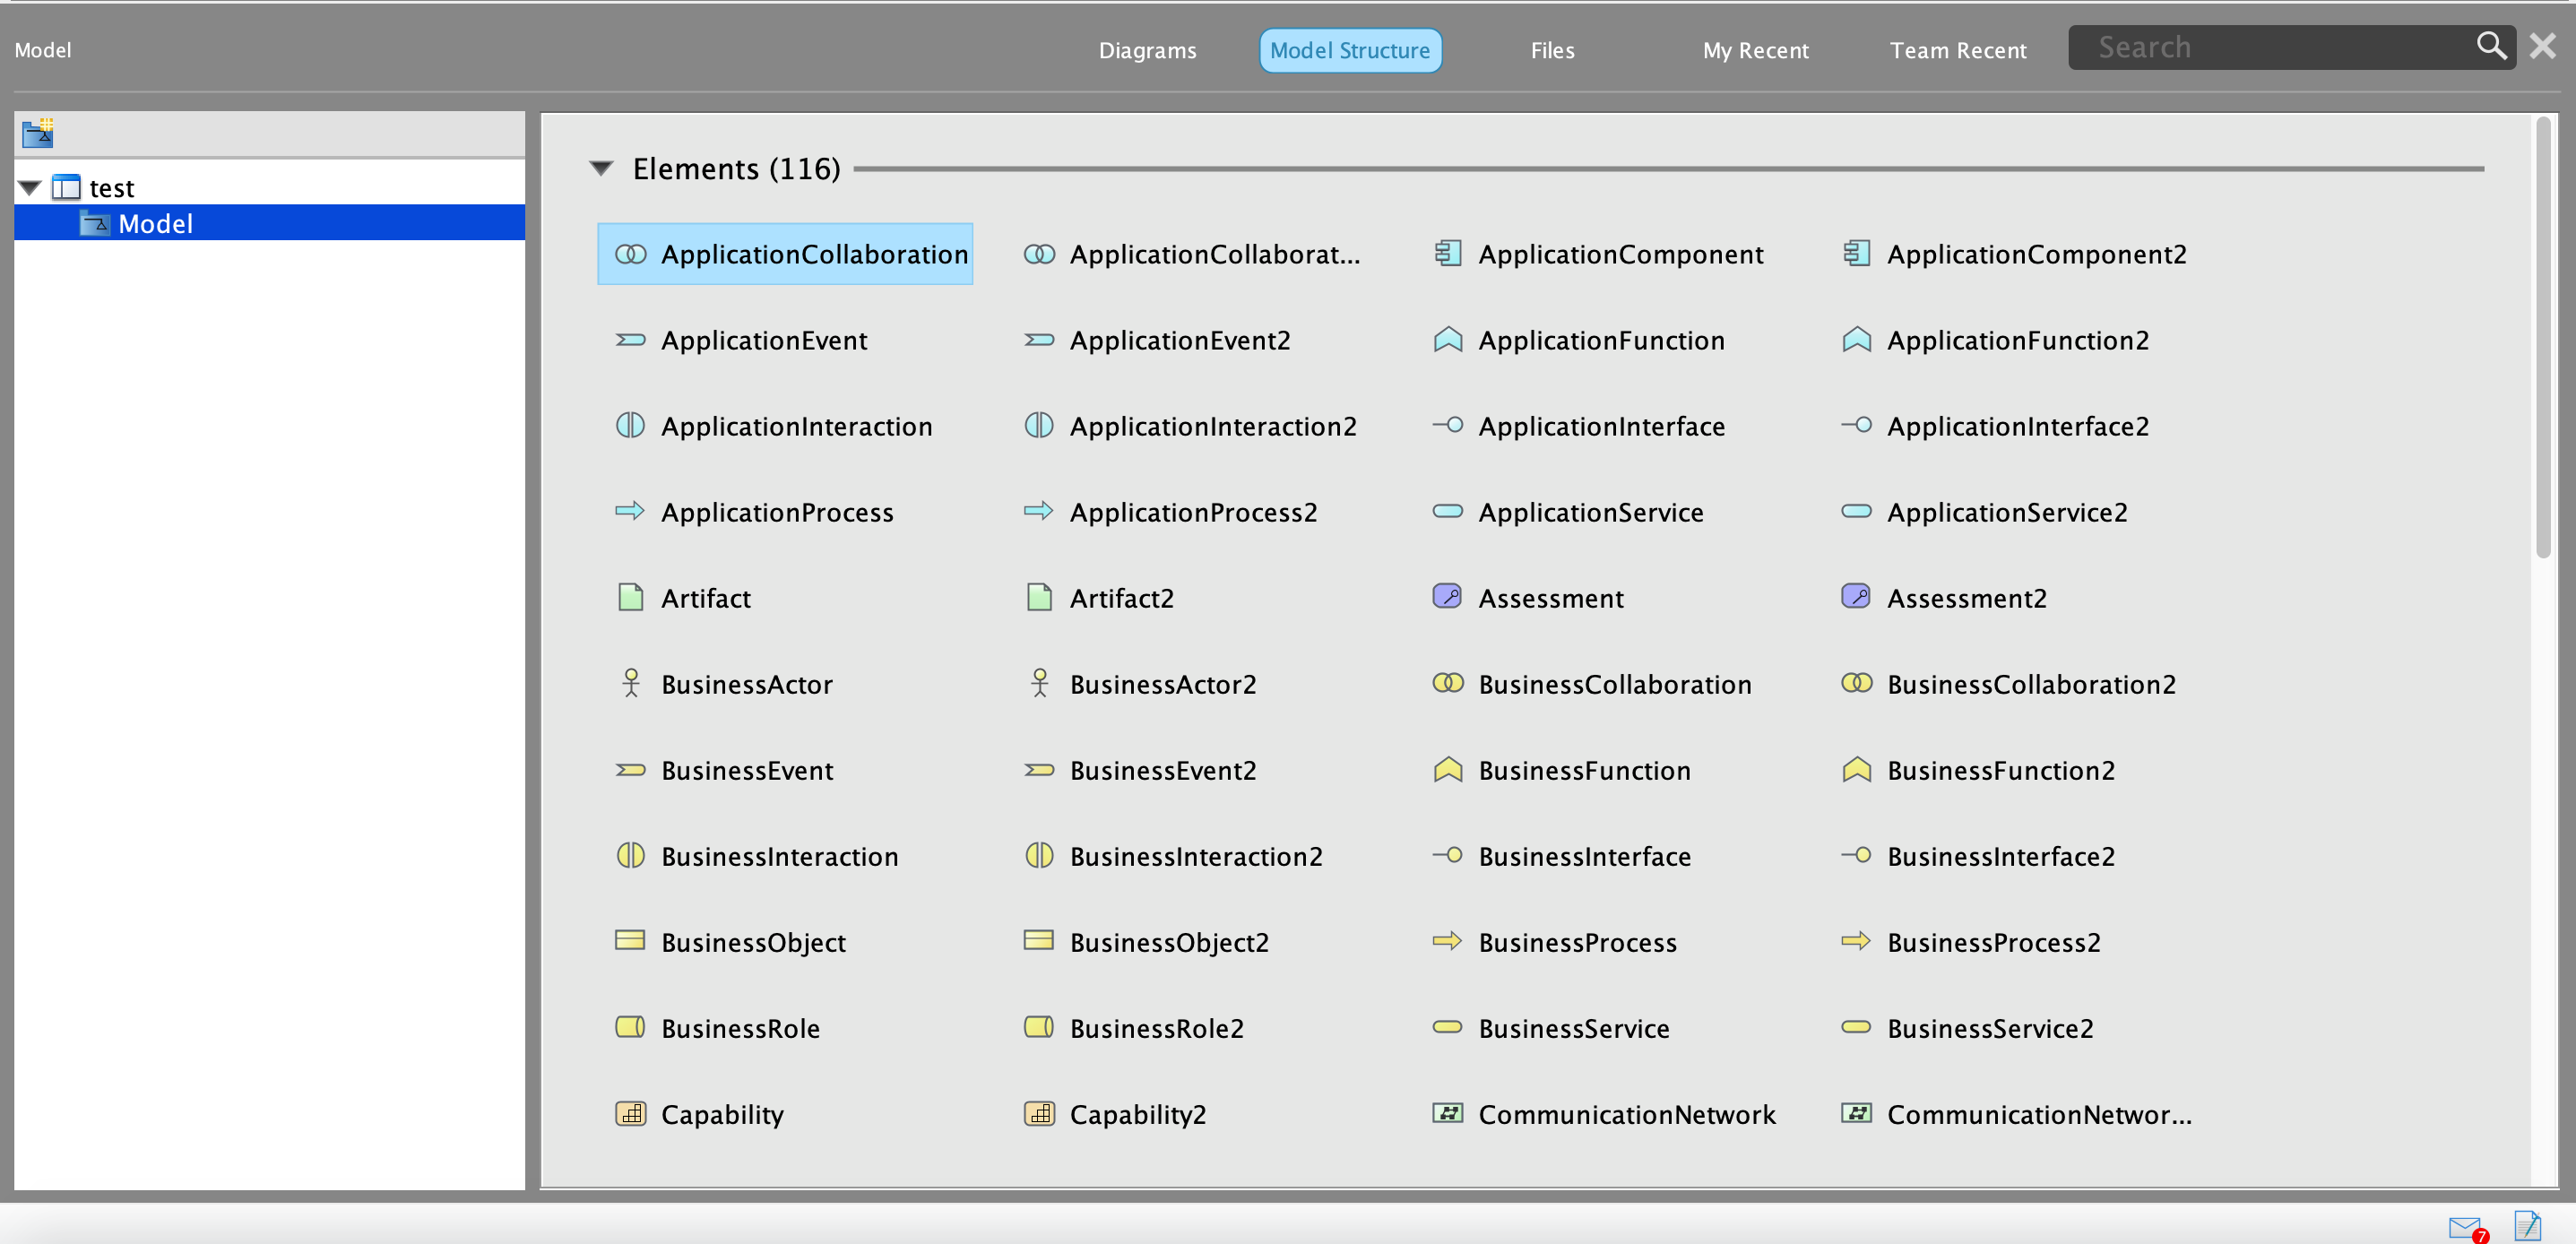 Model Diagrams Model Structure Files My Recent Team Recent Search
test
Model
Elements (116)
ApplicationCollaboration ApplicationCollaborat... ApplicationComponent ApplicationComponent2
ApplicationEvent ApplicationEvent2 ApplicationFunction ApplicationFunction2
ApplicationInteraction ApplicationInteraction2 ApplicationInterface ApplicationInterface2
ApplicationProcess ApplicationProcess2 ApplicationService ApplicationService2
Artifact Artifact2 Assessment Assessment2
BusinessActor BusinessActor2 BusinessCollaboration BusinessCollaboration2
BusinessEvent BusinessEvent2 BusinessFunction BusinessFunction2
BusinessInteraction BusinessInteraction2 BusinessInterface BusinessInterface2
BusinessObject BusinessObject2 BusinessProcess BusinessProcess2
BusinessRole BusinessRole2 BusinessService BusinessService2
Capability Capability2 CommunicationNetwork CommunicationNetwor...
7